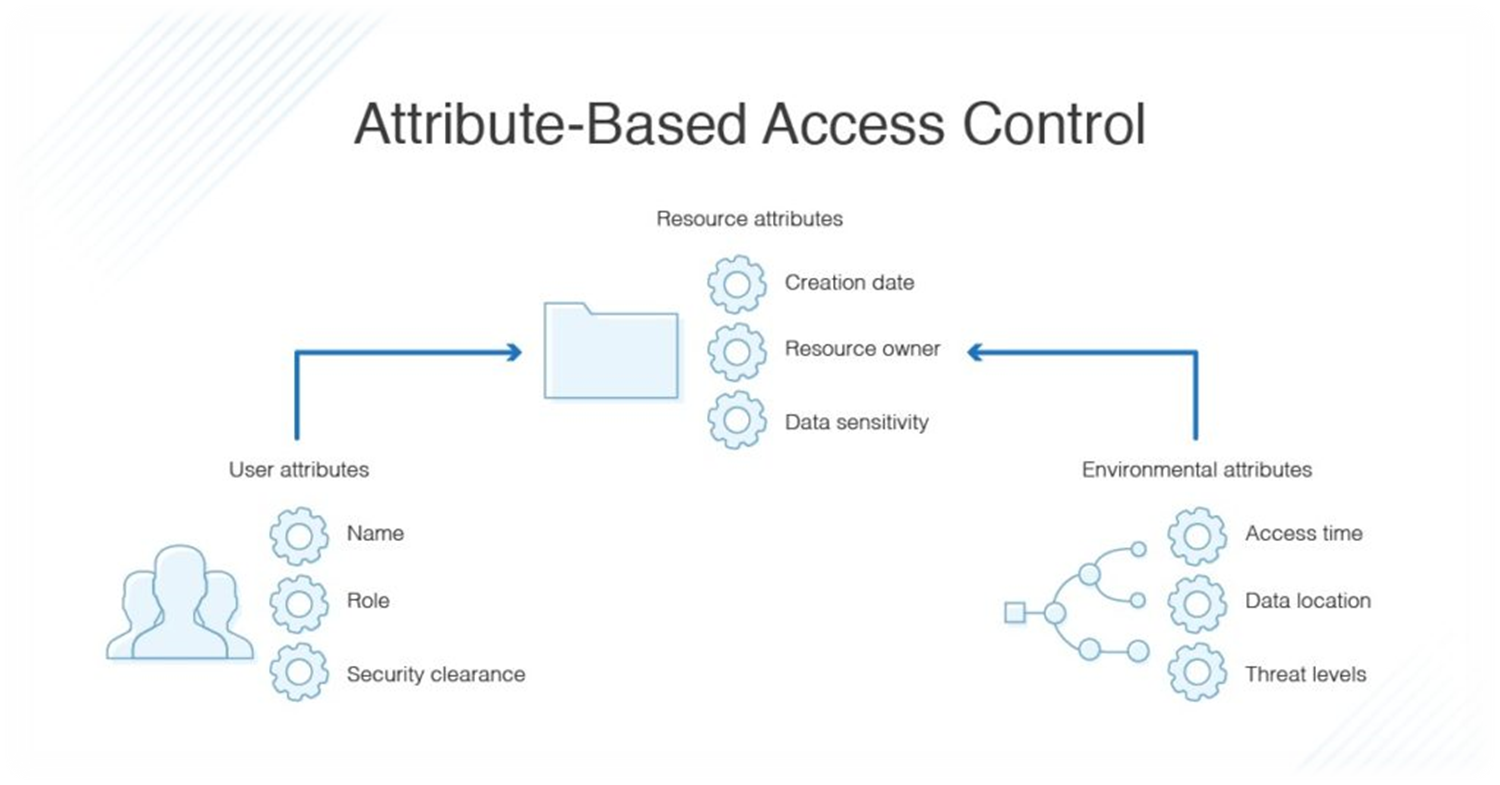 Attribute-Based Access Control
Resource attributes
Creation date
Resource owner
Data sensitivity
User attributes
Name
Role
Security clearance
Environmental attributes
Access time
Data location
Threat levels